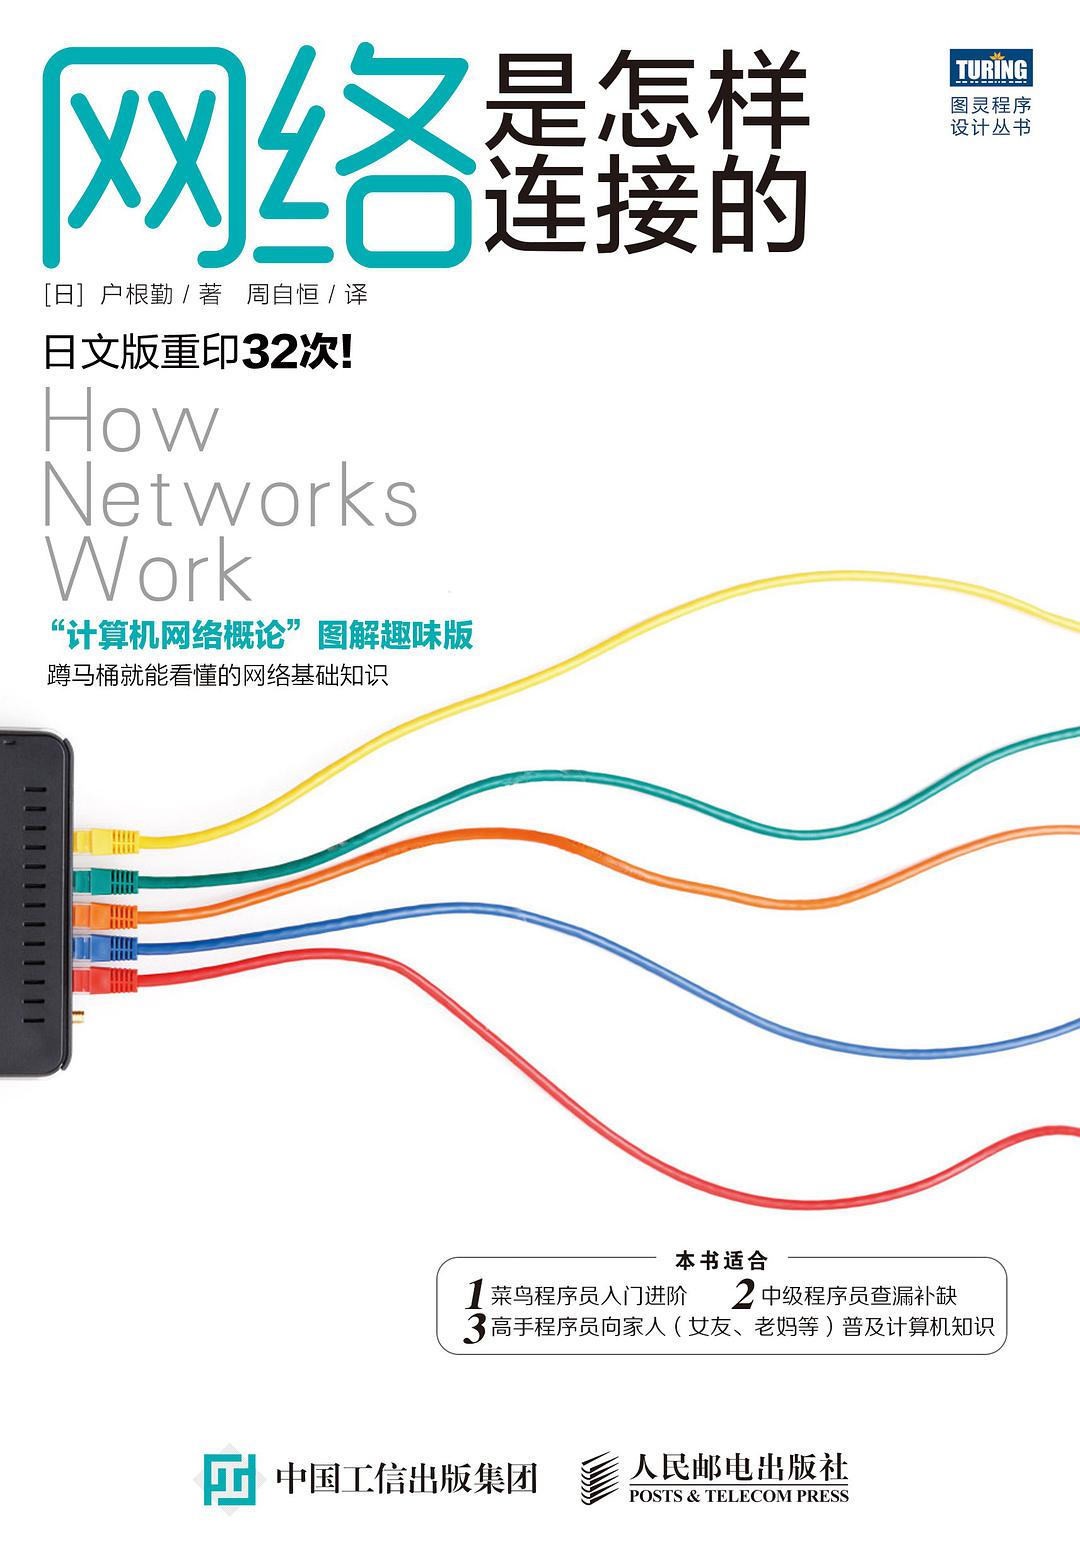 网络是怎样
连接的
TURING
图灵程序
设计丛书
[日] 户根勤 / 著　周自恒 / 译
日文版重印32次!
How
Networks
Work
“计算机网络概论”图解趣味版
蹲马桶就能看懂的网络基础知识
本书适合
1 菜鸟程序员入门进阶　2 中级程序员查漏补缺
3 高手程序员向家人（女友、老妈等）普及计算机知识
中国工信出版集团
人民邮电出版社
POSTS & TELECOM PRESS